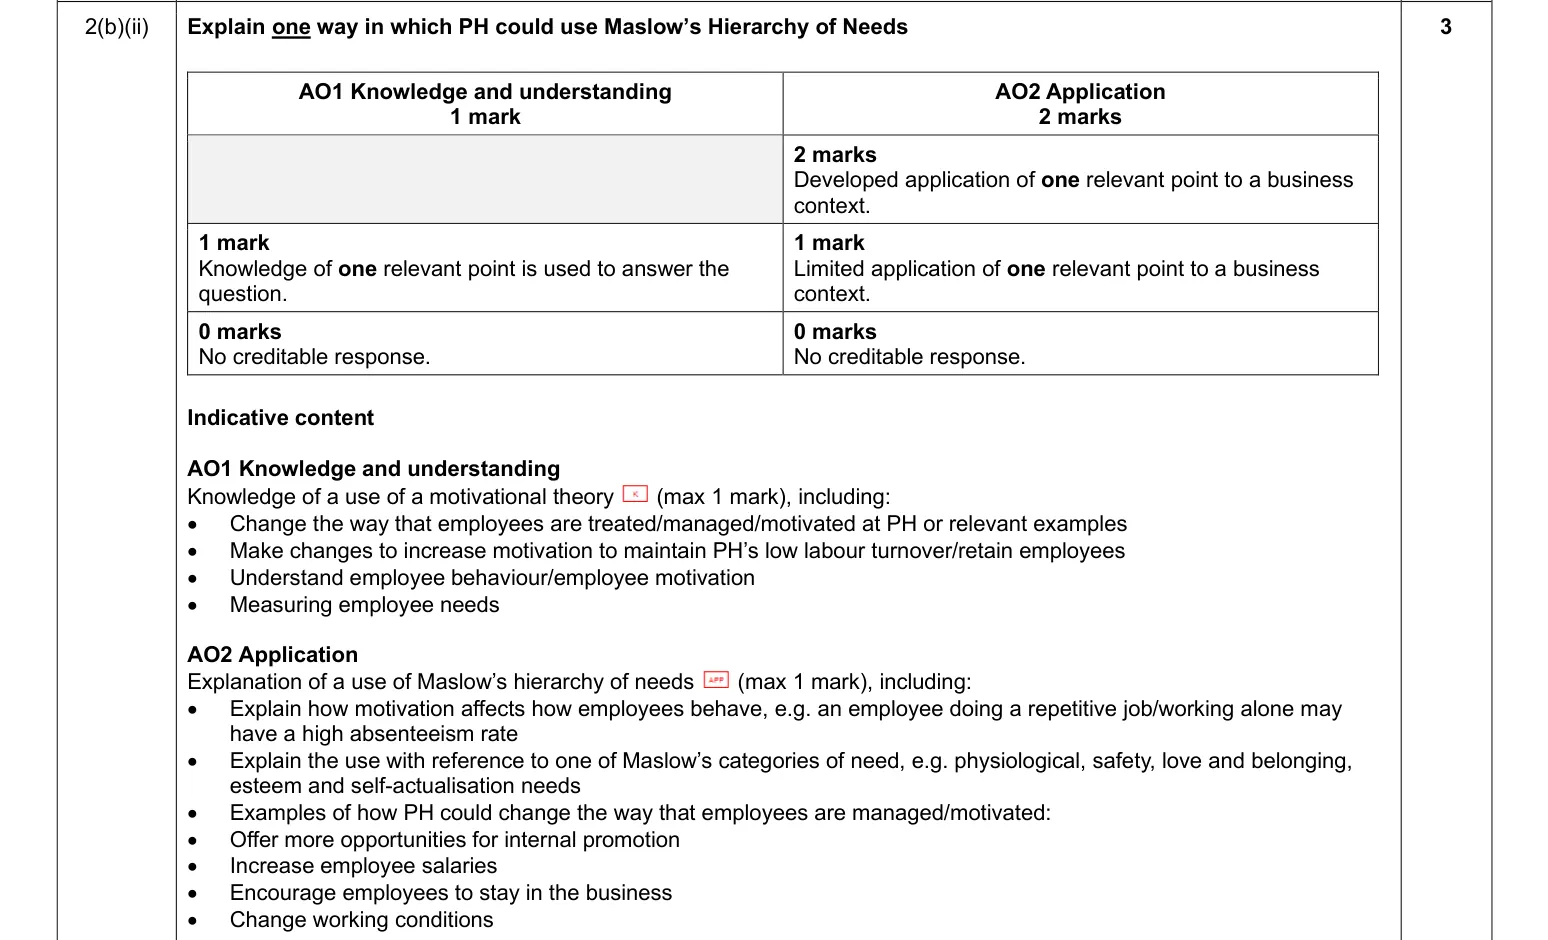 2(b)(ii)
Explain one way in which PH could use Maslow’s Hierarchy of Needs
3
AO1 Knowledge and understanding
1 mark
AO2 Application
2 marks
2 marks
Developed application of one relevant point to a business
context.
1 mark
Knowledge of one relevant point is used to answer the
question.
1 mark
Limited application of one relevant point to a business
context.
0 marks
No creditable response.
0 marks
No creditable response.
Indicative content
AO1 Knowledge and understanding
Knowledge of a use of a motivational theory K (max 1 mark), including:
• Change the way that employees are treated/managed/motivated at PH or relevant examples
• Make changes to increase motivation to maintain PH’s low labour turnover/retain employees
• Understand employee behaviour/employee motivation
• Measuring employee needs
AO2 Application
Explanation of a use of Maslow’s hierarchy of needs APP (max 1 mark), including:
• Explain how motivation affects how employees behave, e.g. an employee doing a repetitive job/working alone may
have a high absenteeism rate
• Explain the use with reference to one of Maslow’s categories of need, e.g. physiological, safety, love and belonging,
esteem and self-actualisation needs
• Examples of how PH could change the way that employees are managed/motivated:
• Offer more opportunities for internal promotion
• Increase employee salaries
• Encourage employees to stay in the business
• Change working conditions